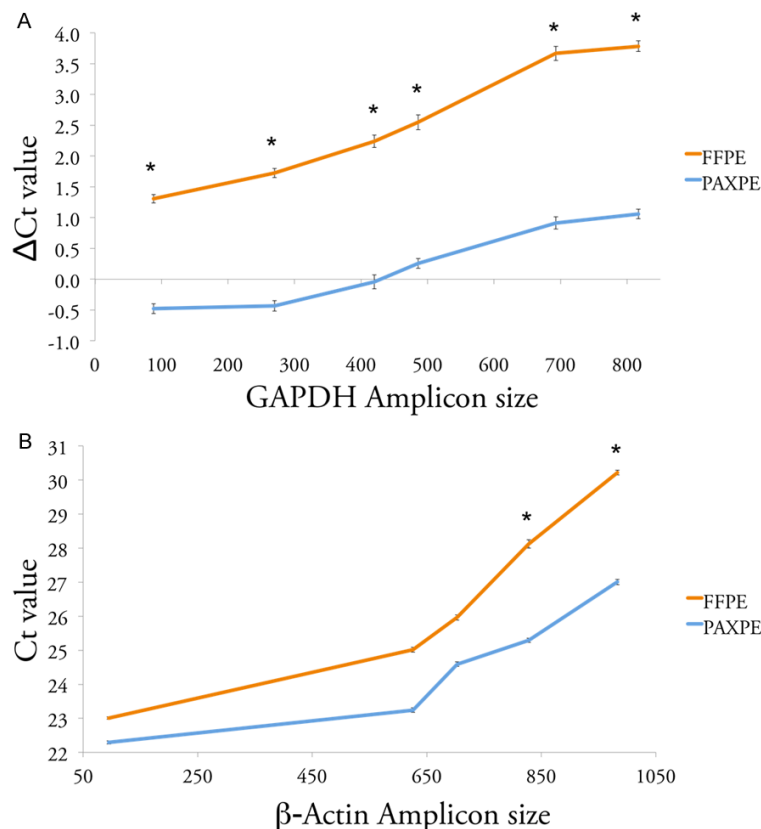 A
4.0
3.5
3.0
2.5
2.0
1.5
1.0
0.5
0.0
-0.5
-1.0
ΔCt value
* * * * * *
FFPE
PAXPE
0 100 200 300 400 500 600 700 800
GAPDH Amplicon size
B
31
30
29
28
27
26
25
24
23
22
Ct value
* *
FFPE
PAXPE
50 250 450 650 850 1050
β-Actin Amplicon size